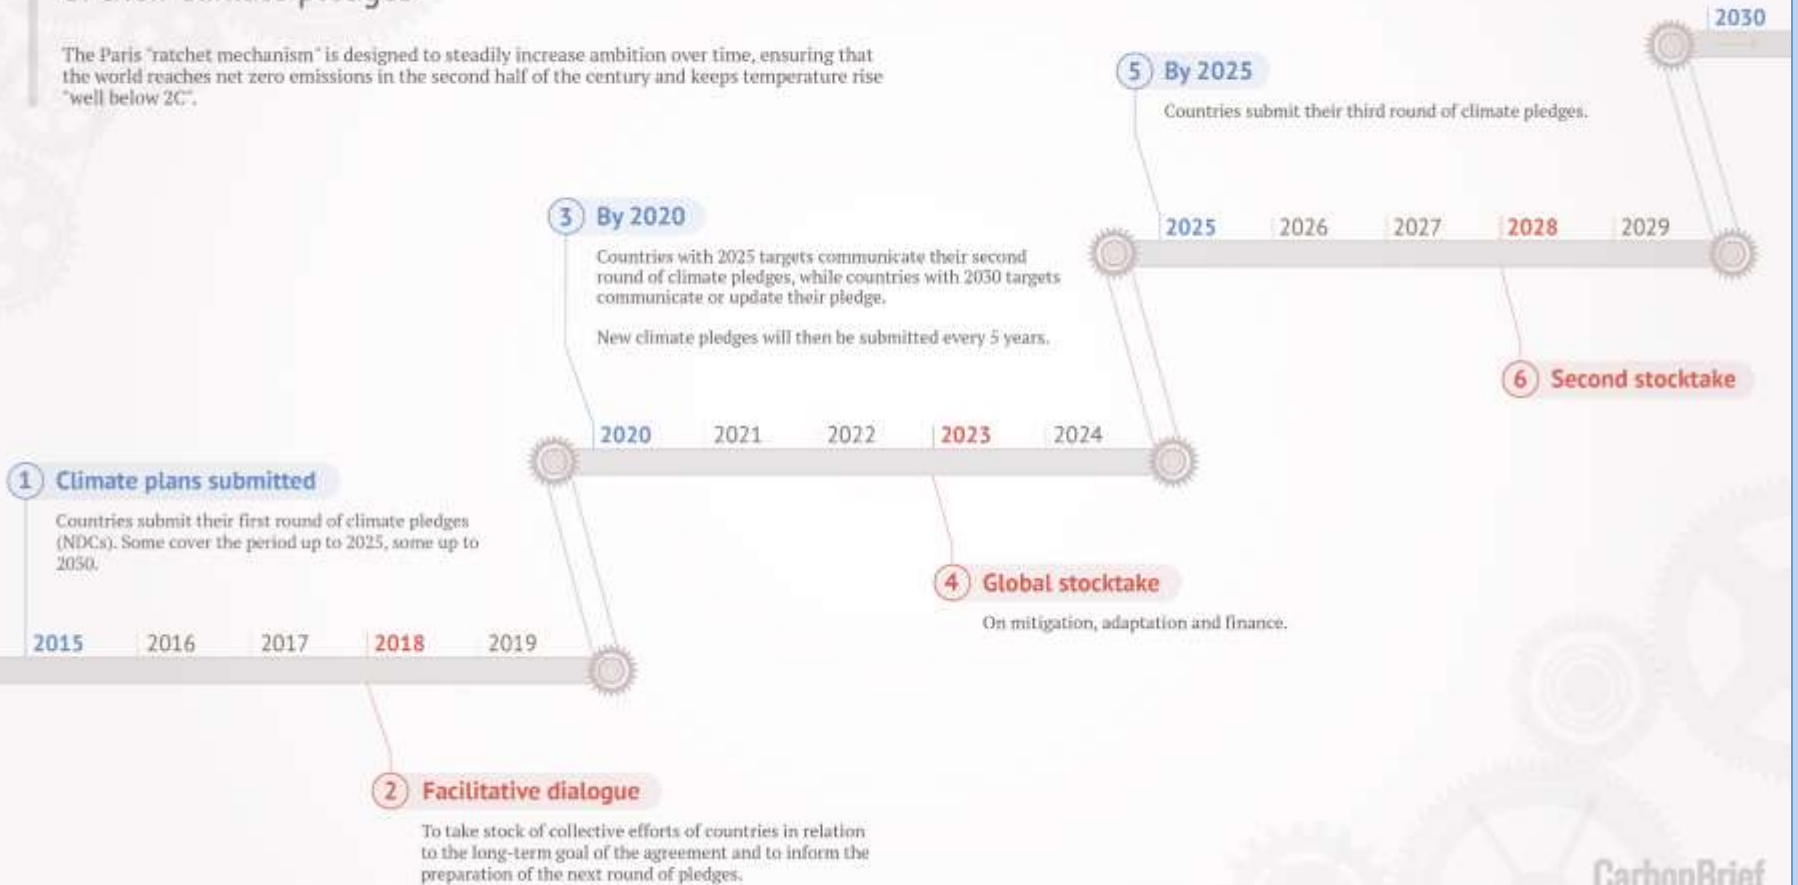 The Paris "ratchet mechanism" is designed to steadily increase ambition over time, ensuring that
the world reaches net zero emissions in the second half of the century and keeps temperature rise
"well below 2C".
2030
5 By 2025
Countries submit their third round of climate pledges.
2025 2026 2027 2028 2029
6 Second stocktake
3 By 2020
Countries with 2025 targets communicate their second
round of climate pledges, while countries with 2030 targets
communicate or update their pledge.
New climate pledges will then be submitted every 5 years.
2020 2021 2022 2023 2024
4 Global stocktake
On mitigation, adaptation and finance.
1 Climate plans submitted
Countries submit their first round of climate pledges
(NDCs). Some cover the period up to 2025, some up to
2030.
2015 2016 2017 2018 2019
2 Facilitative dialogue
To take stock of collective efforts of countries in relation
to the long-term goal of the agreement and to inform the
preparation of the next round of pledges.
CarbonBrief